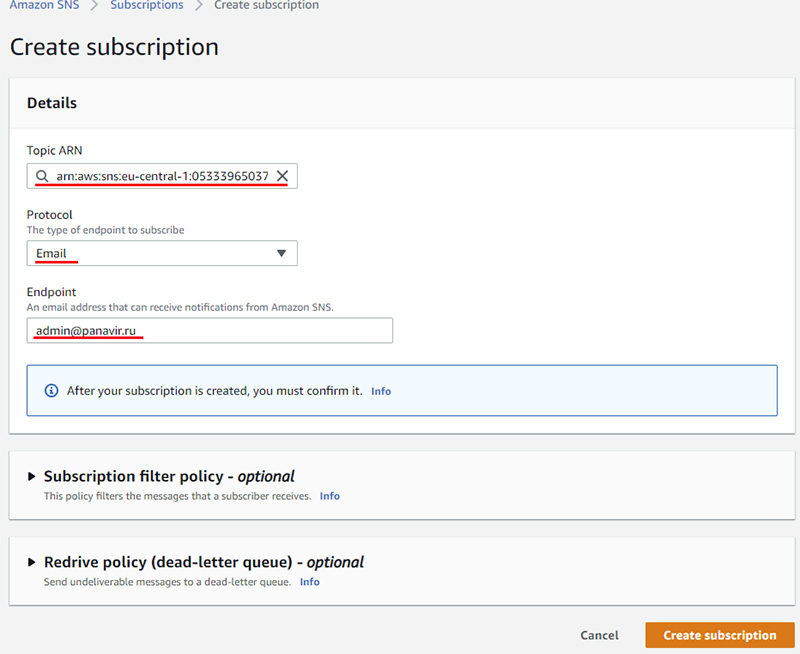 Amazon SNS > Subscriptions > Create subscription
Create subscription
Details
Topic ARN
arn:aws:sns:eu-central-1:05333965037
Protocol
The type of endpoint to subscribe
Email
Endpoint
An email address that can receive notifications from Amazon SNS.
admin@panavir.ru
After your subscription is created, you must confirm it. Info
Subscription filter policy - optional
This policy filters the messages that a subscriber receives. Info
Redrive policy (dead-letter queue) - optional
Send undeliverable messages to a dead-letter queue. Info
Cancel Create subscription